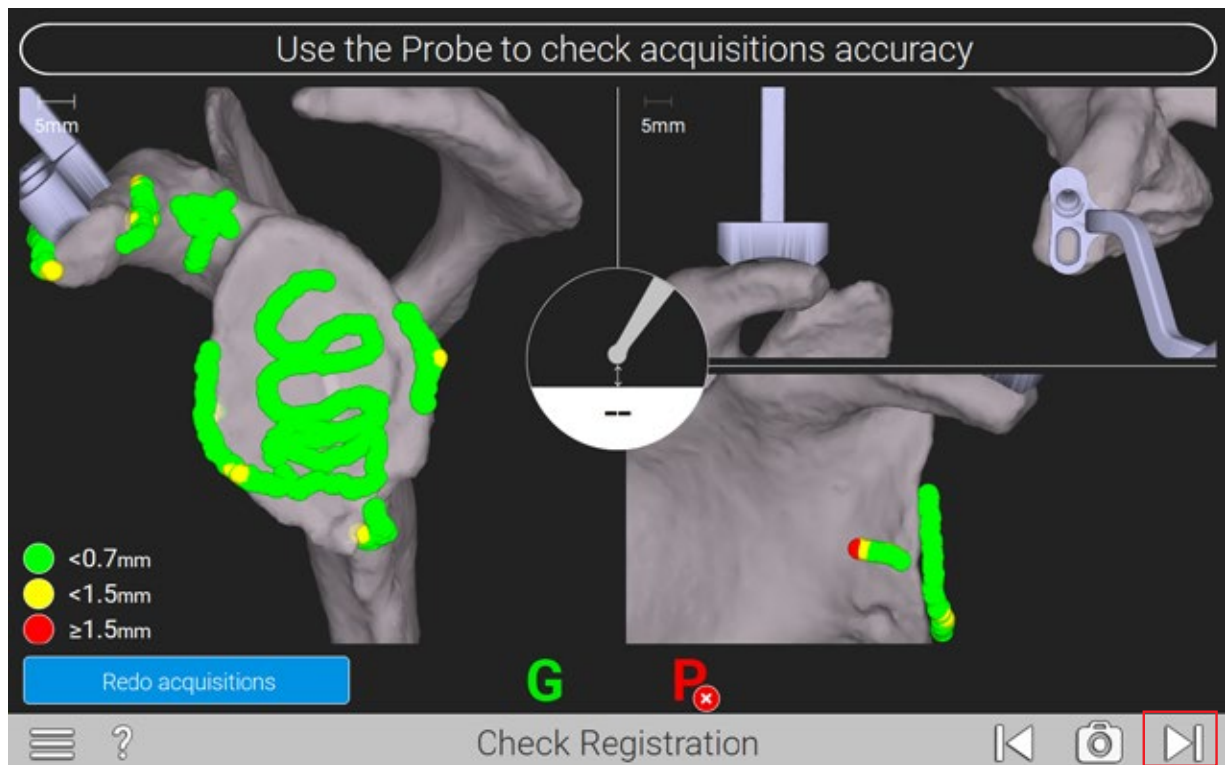 Use the Probe to check acquisitions accuracy
5mm
5mm
--
<0.7mm
<1.5mm
≥1.5mm
Redo acquisitions
G
P
?
Check Registration